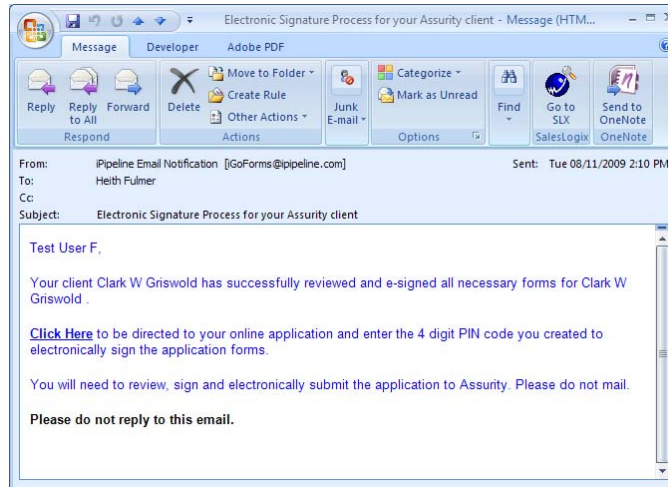 Electronic Signature Process for your Assurity client - Message (HTM...
Message Developer Adobe PDF
Reply
Reply to All
Forward
Delete
Move to Folder
Create Rule
Other Actions
Junk E-mail
Categorize
Mark as Unread
Find
Go to SLX
Send to OneNote
Respond Actions Options SalesLogix OneNote
From: iPipeline Email Notification [iGoForms@ipipeline.com] Sent: Tue 08/11/2009 2:10 PM
To: Heith Fulmer
Cc:
Subject: Electronic Signature Process for your Assurity client
Test User F,
Your client Clark W Griswold has successfully reviewed and e-signed all necessary forms for Clark W
Griswold .
Click Here to be directed to your online application and enter the 4 digit PIN code you created to
electronically sign the application forms.
You will need to review, sign and electronically submit the application to Assurity. Please do not mail.
Please do not reply to this email.